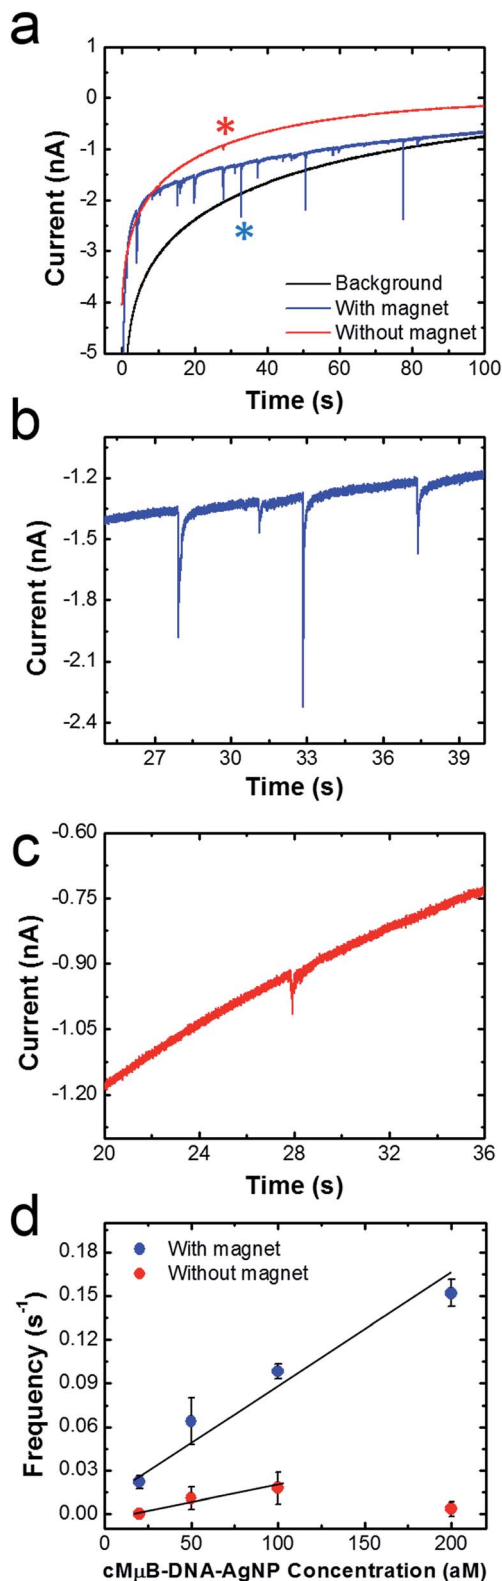 a
1
0
-1
-2
-3
-4
-5
Current (nA)
*
*
Background
With magnet
Without magnet
0 20 40 60 80 100
Time (s)
b
-1.2
-1.5
-1.8
-2.1
-2.4
Current (nA)
27 30 33 36 39
Time (s)
c
-0.60
-0.75
-0.90
-1.05
-1.20
Current (nA)
20 24 28 32 36
Time (s)
d
0.18
0.15
0.12
0.09
0.06
0.03
0.00
Frequency (s⁻¹)
With magnet
Without magnet
0 50 100 150 200
cMμB-DNA-AgNP Concentration (aM)